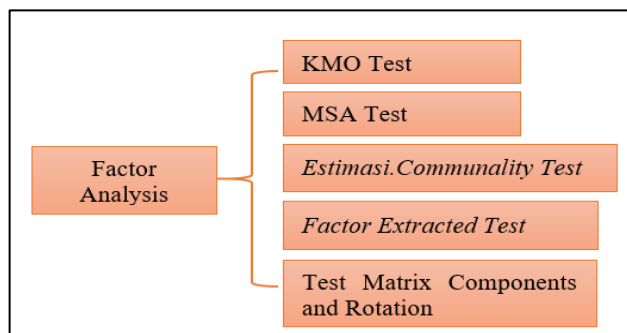 KMO Test
MSA Test
Factor
Analysis
Estimasi.Communality Test
Factor Extracted Test
Test Matrix Components
and Rotation